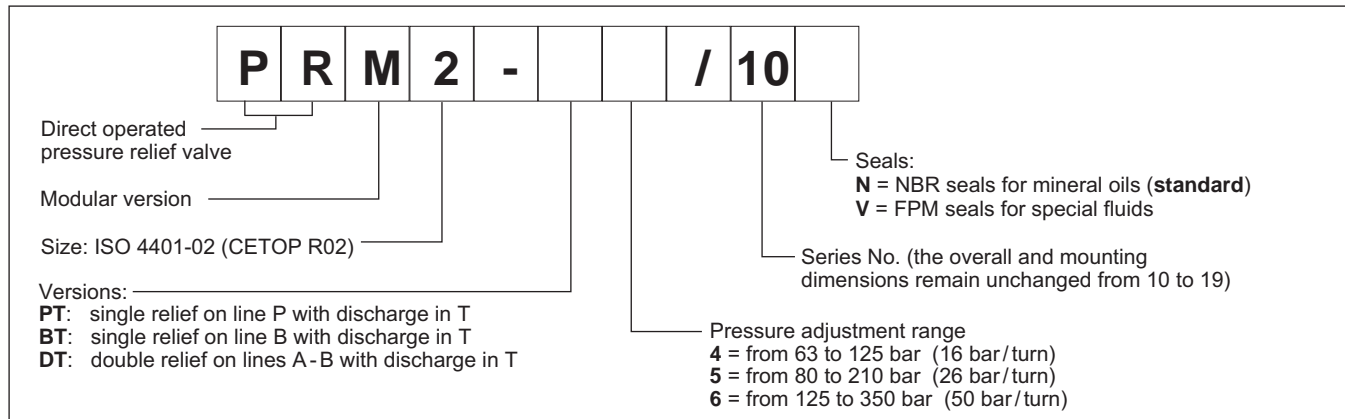 P R M 2 - / 10
Direct operated
pressure relief valve
Modular version
Size: ISO 4401-02 (CETOP R02)
Versions:
PT: single relief on line P with discharge in T
BT: single relief on line B with discharge in T
DT: double relief on lines A-B with discharge in T
Seals:
N = NBR seals for mineral oils (standard)
V = FPM seals for special fluids
Series No. (the overall and mounting
dimensions remain unchanged from 10 to 19)
Pressure adjustment range
4 = from 63 to 125 bar (16 bar/turn)
5 = from 80 to 210 bar (26 bar/turn)
6 = from 125 to 350 bar (50 bar/turn)